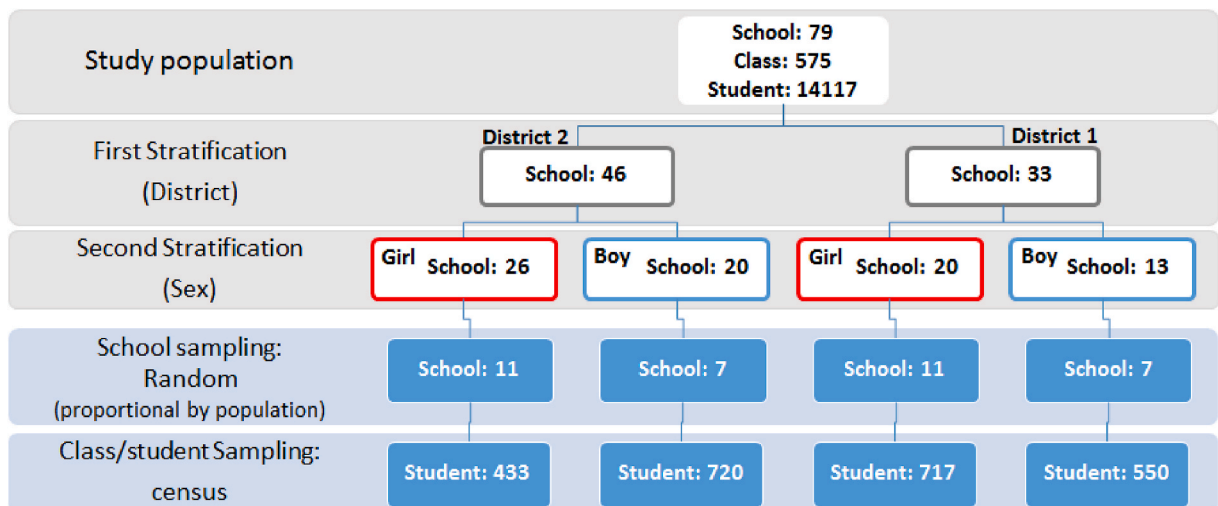 Study population
School: 79
Class: 575
Student: 14117
First Stratification
(District)
District 2
School: 46
District 1
School: 33
Second Stratification
(Sex)
Girl School: 26
Boy School: 20
Girl School: 20
Boy School: 13
School sampling:
Random
(proportional by population)
School: 11
School: 7
School: 11
School: 7
Class/student Sampling:
census
Student: 433
Student: 720
Student: 717
Student: 550